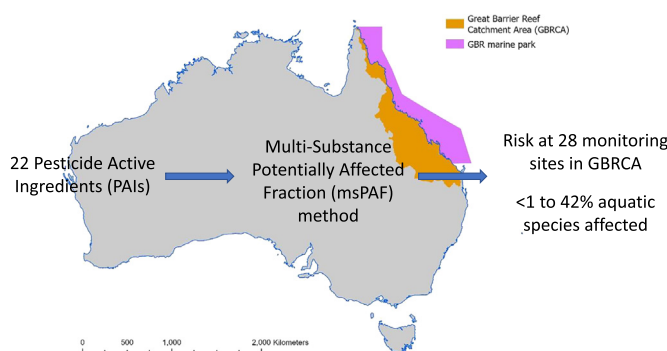 Great Barrier Reef
Catchment Area (GBRCA)
GBR marine park
22 Pesticide Active
Ingredients (PAIs)
Multi-Substance
Potentially Affected
Fraction (msPAF)
method
Risk at 28 monitoring
sites in GBRCA
<1 to 42% aquatic
species affected
0 500 1,000 2,000 Kilometers